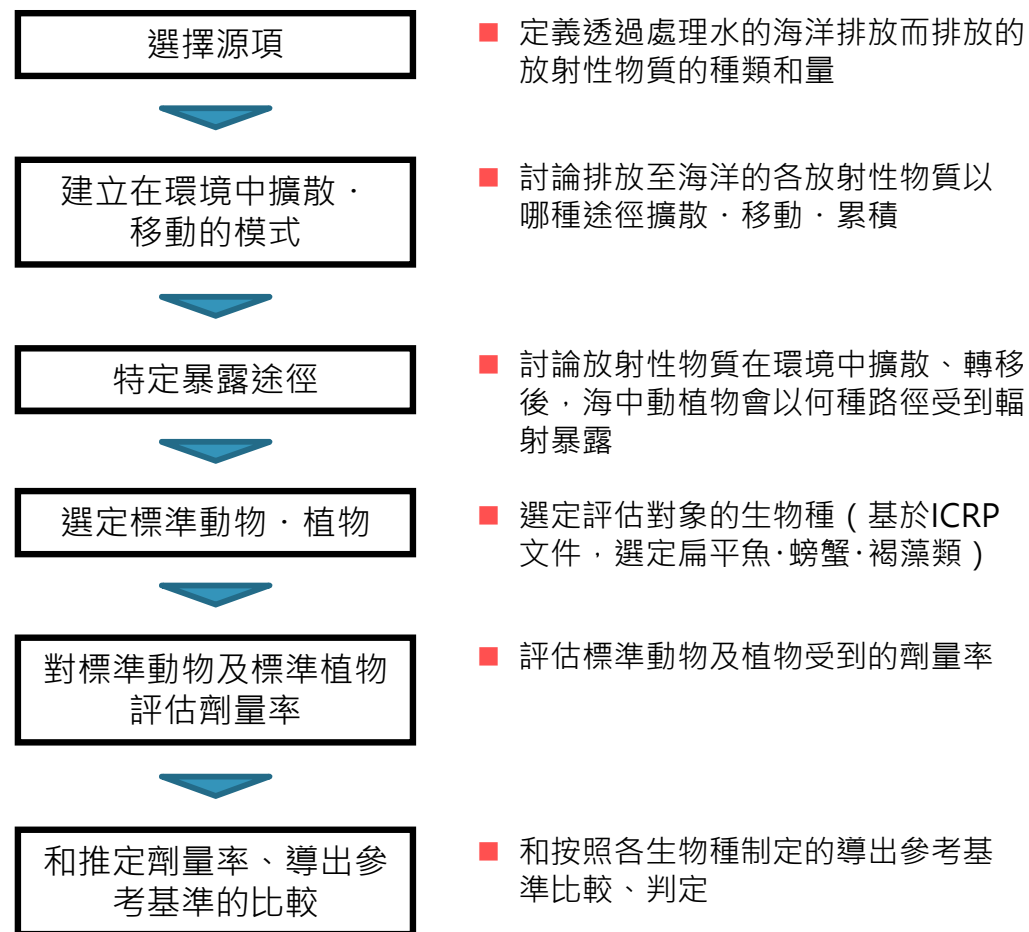 選擇源項
定義透過處理水的海洋排放而排放的
放射性物質的種類和量
建立在環境中擴散．
移動的模式
討論排放至海洋的各放射性物質以
哪種途徑擴散．移動．累積
特定暴露途徑
討論放射性物質在環境中擴散、轉移
後，海中動植物會以何種路徑受到輻
射暴露
選定標準動物．植物
選定評估對象的生物種（基於ICRP
文件，選定扁平魚·螃蟹·褐藻類）
對標準動物及標準植物
評估劑量率
評估標準動物及植物受到的劑量率
和推定劑量率、導出參
考基準的比較
和按照各生物種制定的導出參考基
準比較、判定